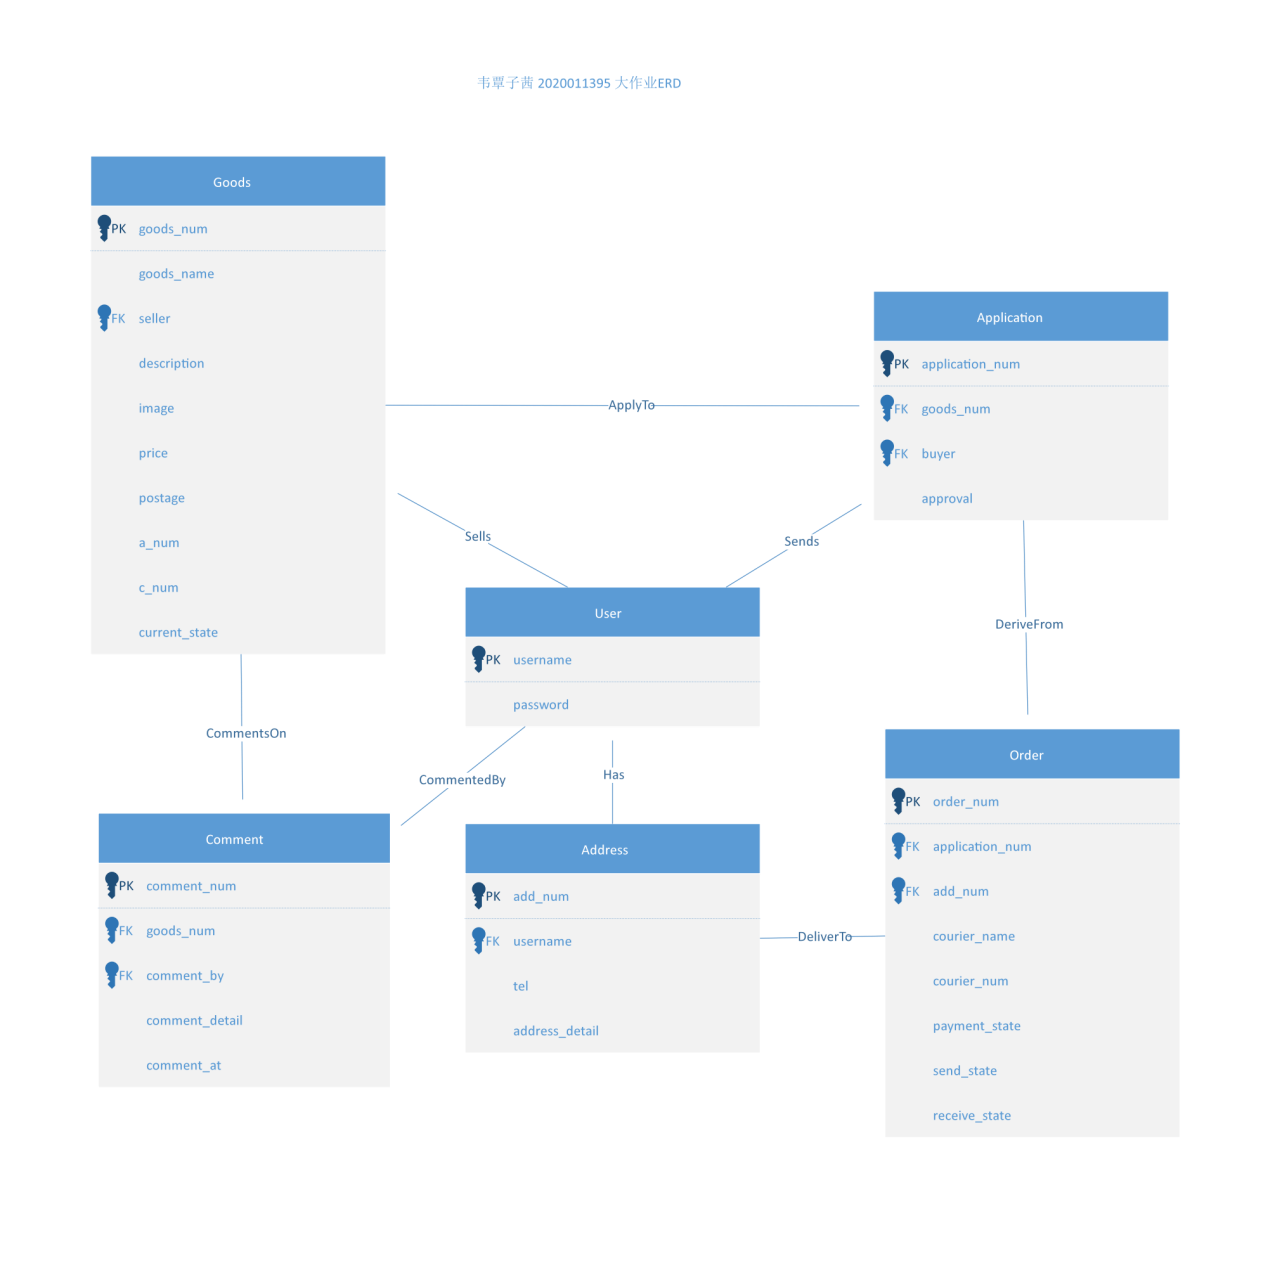 韦覃子茜 2020011395 大作业ERD
Goods
PK goods_num
goods_name
FK seller
description
image
price
postage
a_num
c_num
current_state
Application
PK application_num
FK goods_num
FK buyer
approval
ApplyTo
Sells
Sends
User
PK username
password
DeriveFrom
CommentsOn
CommentedBy
Has
Comment
PK comment_num
FK goods_num
FK comment_by
comment_detail
comment_at
Address
PK add_num
FK username
tel
address_detail
DeliverTo
Order
PK order_num
FK application_num
FK add_num
courier_name
courier_num
payment_state
send_state
receive_state